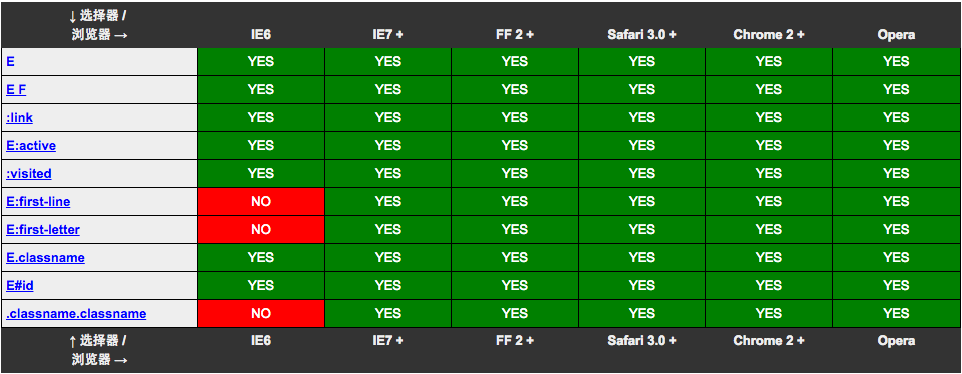 ↓ 选择器 /
浏览器 → IE6 IE7 + FF 2 + Safari 3.0 + Chrome 2 + Opera
E YES YES YES YES YES YES
E F YES YES YES YES YES YES
:link YES YES YES YES YES YES
E:active YES YES YES YES YES YES
:visited YES YES YES YES YES YES
E:first-line NO YES YES YES YES YES
E:first-letter NO YES YES YES YES YES
E.classname YES YES YES YES YES YES
E#id YES YES YES YES YES YES
.classname.classname NO YES YES YES YES YES
↑ 选择器 / IE6 IE7 + FF 2 + Safari 3.0 + Chrome 2 + Opera
浏览器 →